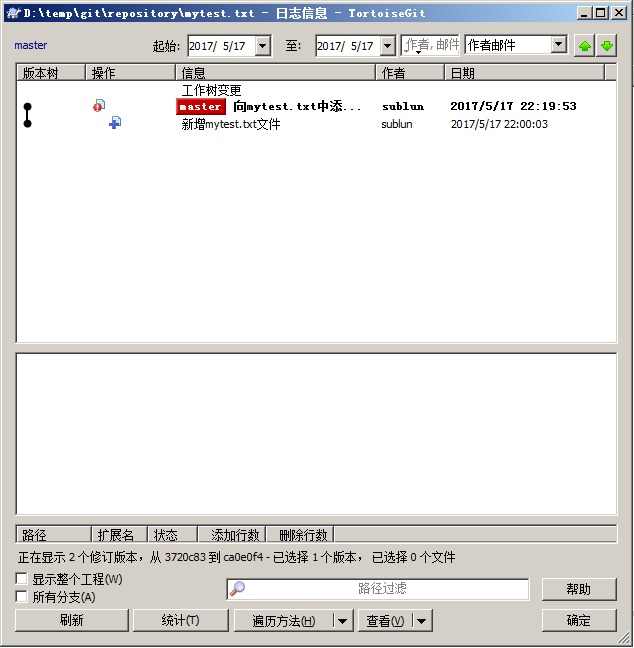 D:\temp\git\repository\mytest.txt - 日志信息 - TortoiseGit
master 起始: 2017/ 5/17 至: 2017/ 5/17 作者, 邮件 作者邮件
版本树 操作 信息 作者 日期
工作树变更
master 向mytest.txt中添... sublun 2017/5/17 22:19:53
新增mytest.txt文件 sublun 2017/5/17 22:00:03
路径 扩展名 状态 添加行数 删除行数
正在显示 2 个修订版本，从 3720c83 到 ca0e0f4 - 已选择 1 个版本， 已选择 0 个文件
显示整个工程(W)
路径过滤 帮助
所有分支(A)
刷新 统计(T) 遍历方法(H) 查看(V) 确定